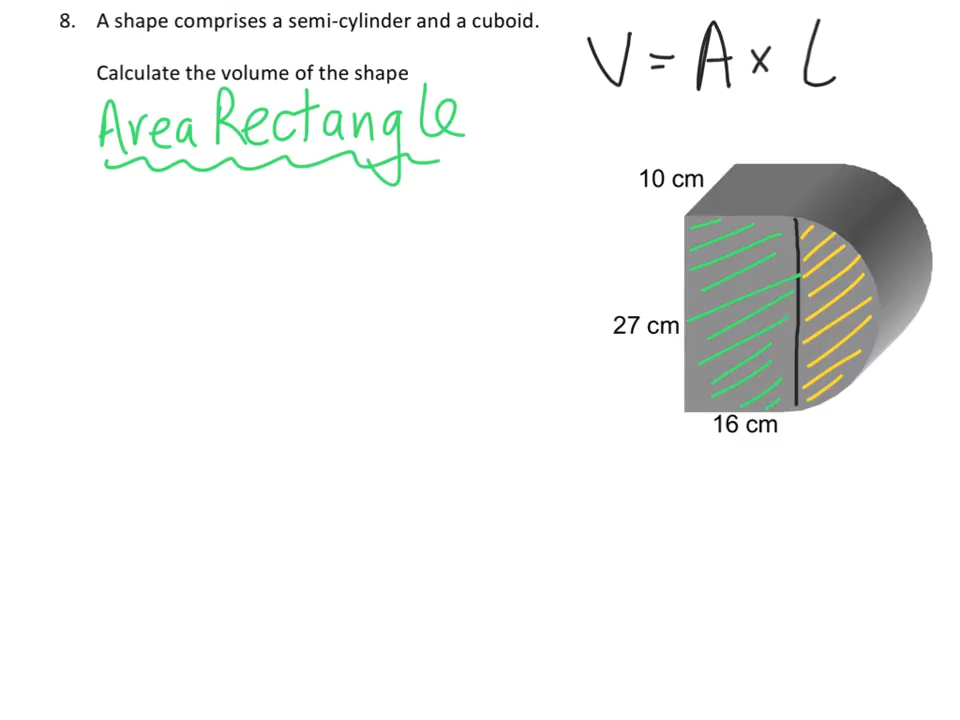 8. A shape comprises a semi-cylinder and a cuboid.
V = A x L
Calculate the volume of the shape
Area Rectangle
10 cm
27 cm
16 cm